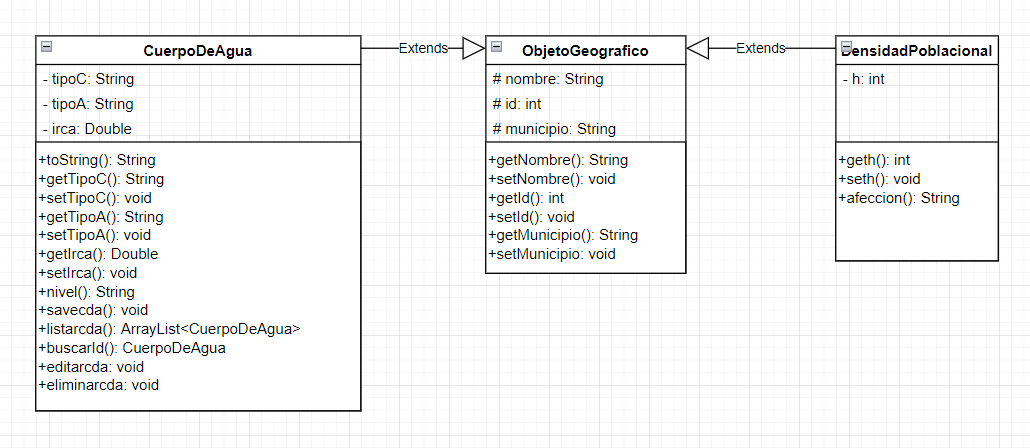 CuerpoDeAgua
- tipoC: String
- tipoA: String
- irca: Double
+toString(): String
+getTipoC(): String
+setTipoC(): void
+getTipoA(): String
+setTipoA(): void
+getIrca(): Double
+setIrca(): void
+nivel(): String
+savecda(): void
+listarcda(): ArrayList<CuerpoDeAgua>
+buscarId(): CuerpoDeAgua
+editarcda: void
+eliminarcda: void
Extends
ObjetoGeografico
# nombre: String
# id: int
# municipio: String
+getNombre(): String
+setNombre(): void
+getId(): int
+setId(): void
+getMunicipio(): String
+setMunicipio: void
Extends
DensidadPoblacional
- h: int
+geth(): int
+seth(): void
+afeccion(): String